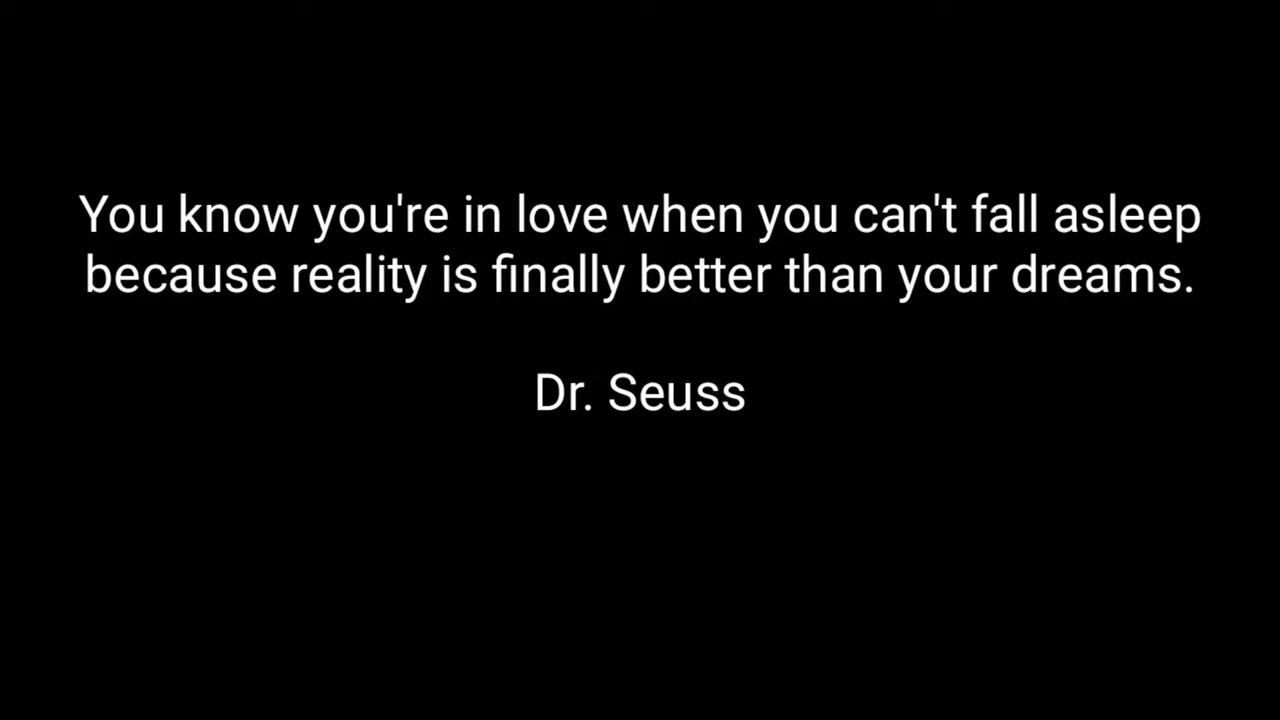 You know you're in love when you can't fall asleep
because reality is finally better than your dreams.
Dr. Seuss